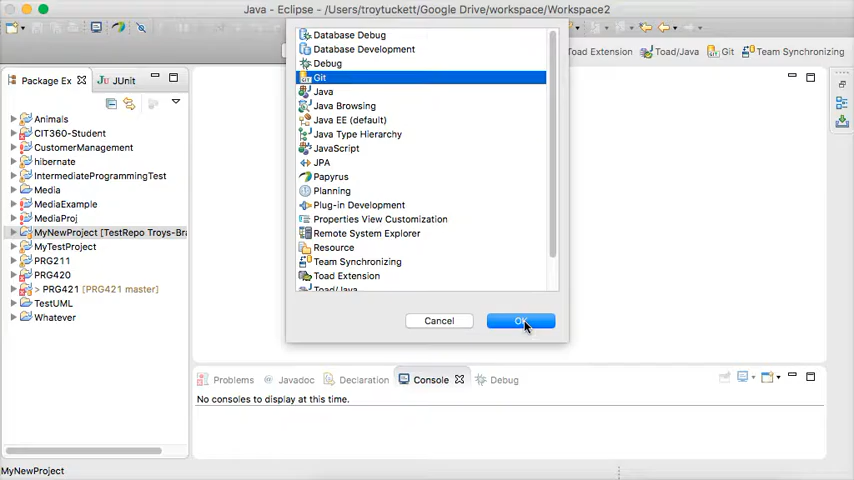 Java - Eclipse - /Users/troytuckett/Google Drive/workspace/Workspace2
Toad Extension
Toad/Java
Git
Team Synchronizing
Package Ex
JUnit
Animals
CIT360-Student
CustomerManagement
hibernate
IntermediateProgrammingTest
Media
MediaExample
MediaProj
MyNewProject [TestRepo Troys-Bra
MyTestProject
PRG211
PRG420
> PRG421 [PRG421 master]
TestUML
Whatever
Database Debug
Database Development
Debug
Git
Java
Java Browsing
Java EE (default)
Java Type Hierarchy
JavaScript
JPA
Papyrus
Planning
Plug-in Development
Properties View Customization
Remote System Explorer
Resource
Team Synchronizing
Toad Extension
Toad/Java
Cancel
OK
Problems
Javadoc
Declaration
Console
Debug
No consoles to display at this time.
MyNewProject